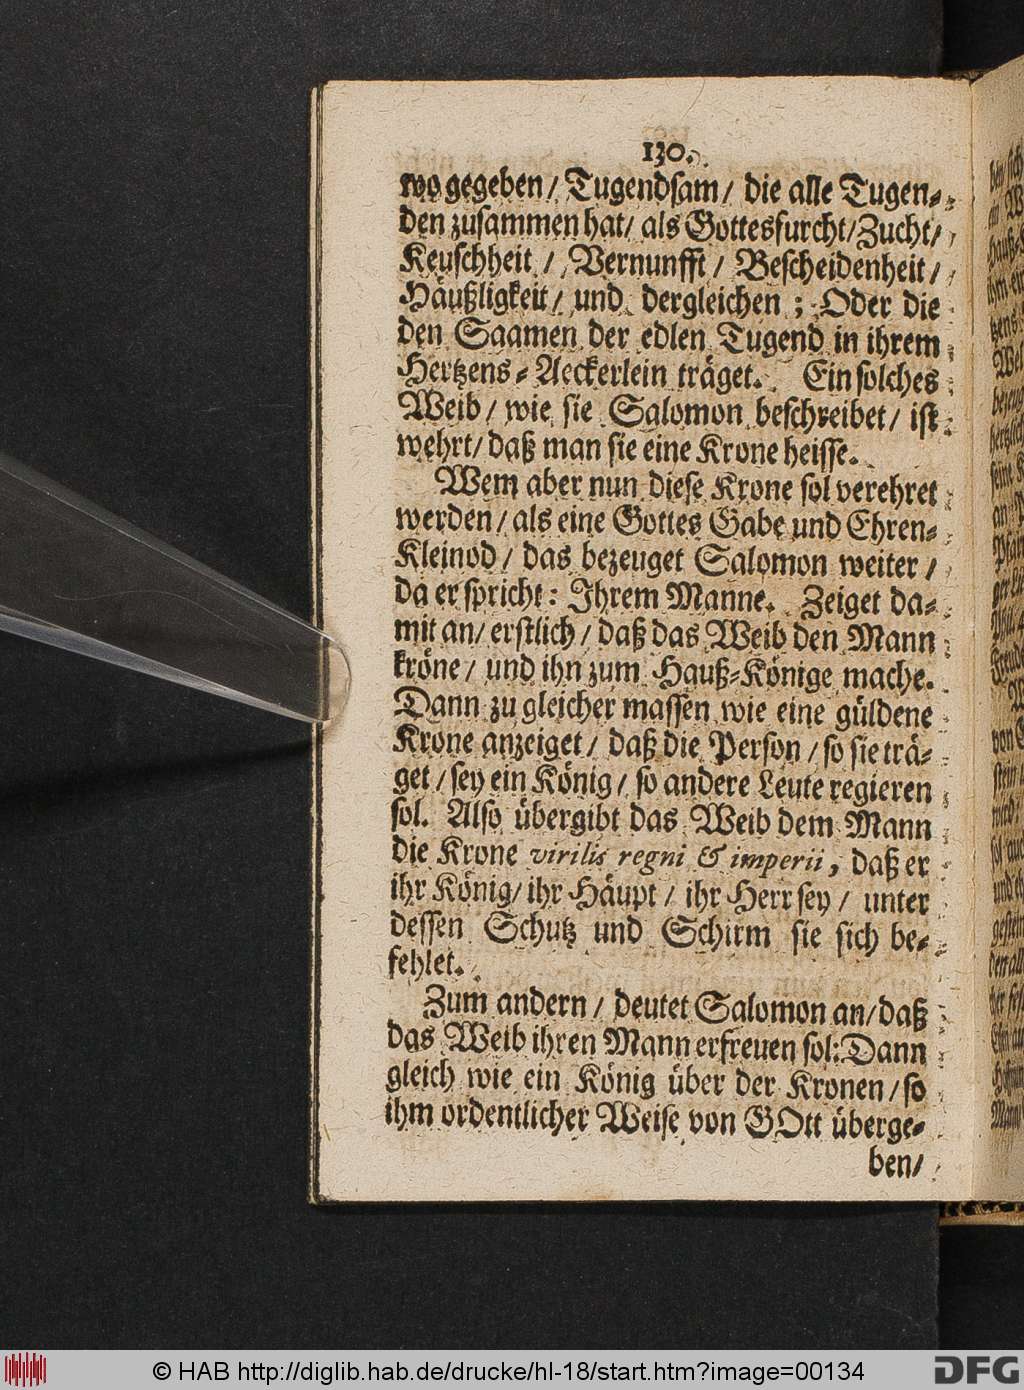 130.
wo gegeben/ Tugendsam/ die alle Tugen-
den zusammen hat/ als Gottesfurcht/ Zucht/
Keuschheit/ Vernunfft/ Bescheidenheit/
Häußligkeit/ und dergleichen; Oder die
den Saamen der edlen Tugend in ihrem
Hertzens-Aeckerlein träget. Ein solches
Weib/ wie sie Salomon beschreibet/ ist
wehrt/ daß man sie eine Krone heisse.
Wem aber nun diese Krone sol verehret
werden/ als eine Gottes Gabe und Ehren-
Kleinod/ das bezeuget Salomon weiter/
da er spricht: Ihrem Manne. Zeiget da-
mit an/ erstlich/ daß das Weib den Mann
kröne/ und ihn zum Hauß-Könige mache.
Dann zu gleicher massen wie eine güldene
Krone anzeiget/ daß die Person/ so sie trä-
get/ sey ein König/ so andere Leute regieren
sol. Also übergibt das Weib dem Mann
die Krone virilis regni & imperii, daß er
ihr König/ ihr Häupt/ ihr Herr sey/ unter
dessen Schutz und Schirm sie sich be-
fehlet.
Zum andern/ deutet Salomon an/ daß
das Weib ihren Mann erfreuen sol: Dann
gleich wie ein König über der Kronen/ so
ihm ordentlicher Weise von GOtt überge-
ben/
© HAB http://diglib.hab.de/drucke/hl-18/start.htm?image=00134
DFG